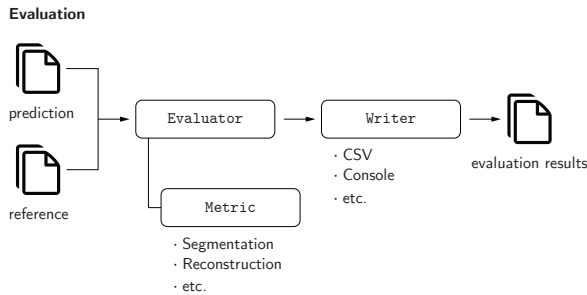 Evaluation
prediction
reference
Evaluator
Metric
· Segmentation
· Reconstruction
· etc.
Writer
· CSV
· Console
· etc.
evaluation results